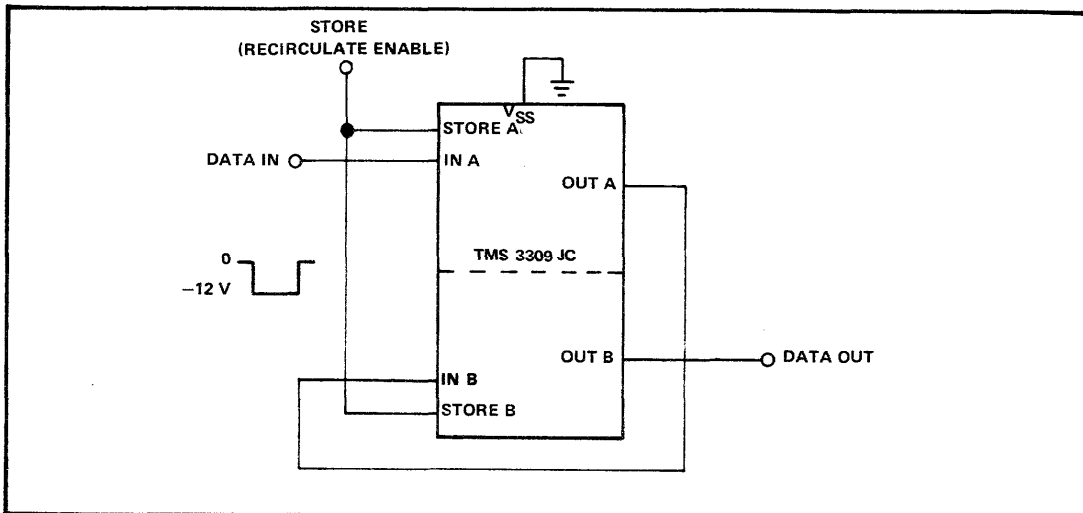 STORE
(RECIRCULATE ENABLE)
VSS
STORE A
DATA IN
IN A
OUT A
TMS 3309 JC
0
−12 V
OUT B
DATA OUT
IN B
STORE B